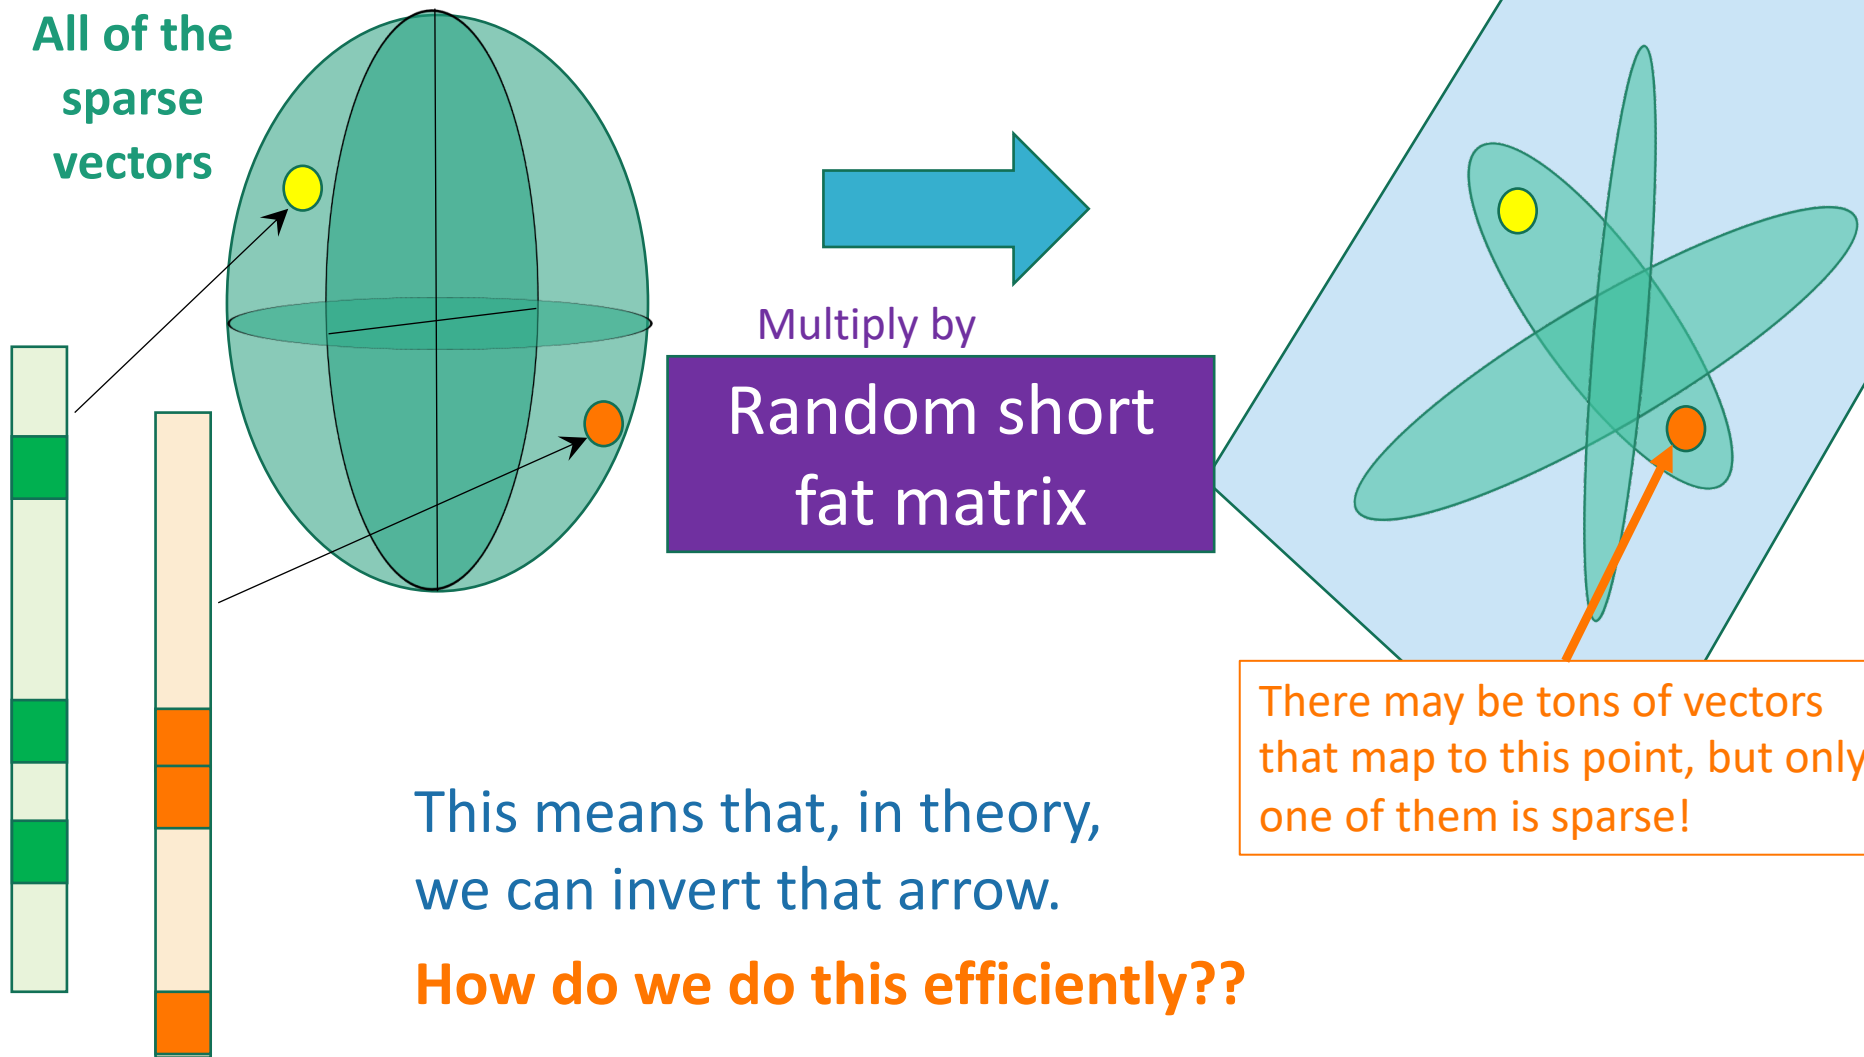 All of the
sparse
vectors
Multiply by
Random short
fat matrix
There may be tons of vectors
that map to this point, but only
one of them is sparse!
This means that, in theory,
we can invert that arrow.
How do we do this efficiently??